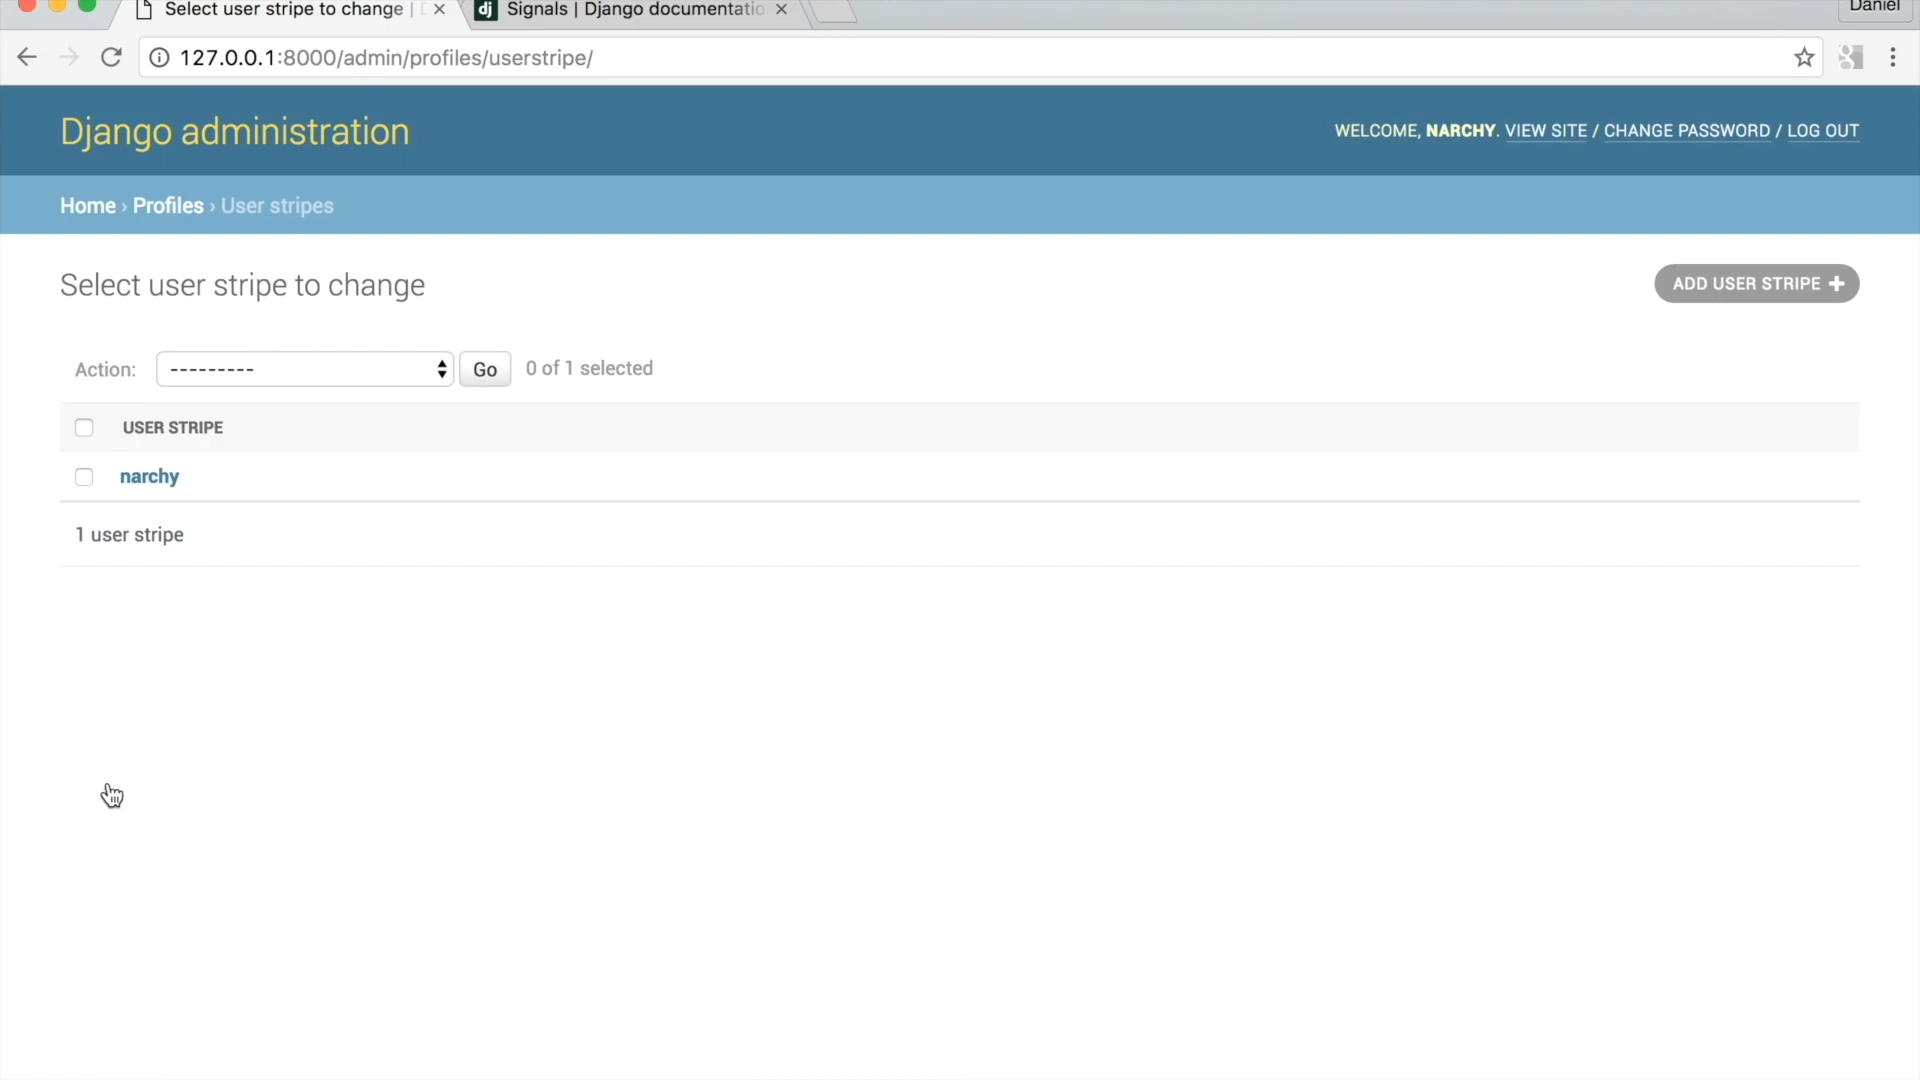 Select user stripe to change |
Signals | Django documentatio
Daniel
127.0.0.1:8000/admin/profiles/userstripe/
Django administration
WELCOME, NARCHY. VIEW SITE / CHANGE PASSWORD / LOG OUT
Home › Profiles › User stripes
Select user stripe to change
ADD USER STRIPE +
Action: --------- Go 0 of 1 selected
USER STRIPE
narchy
1 user stripe